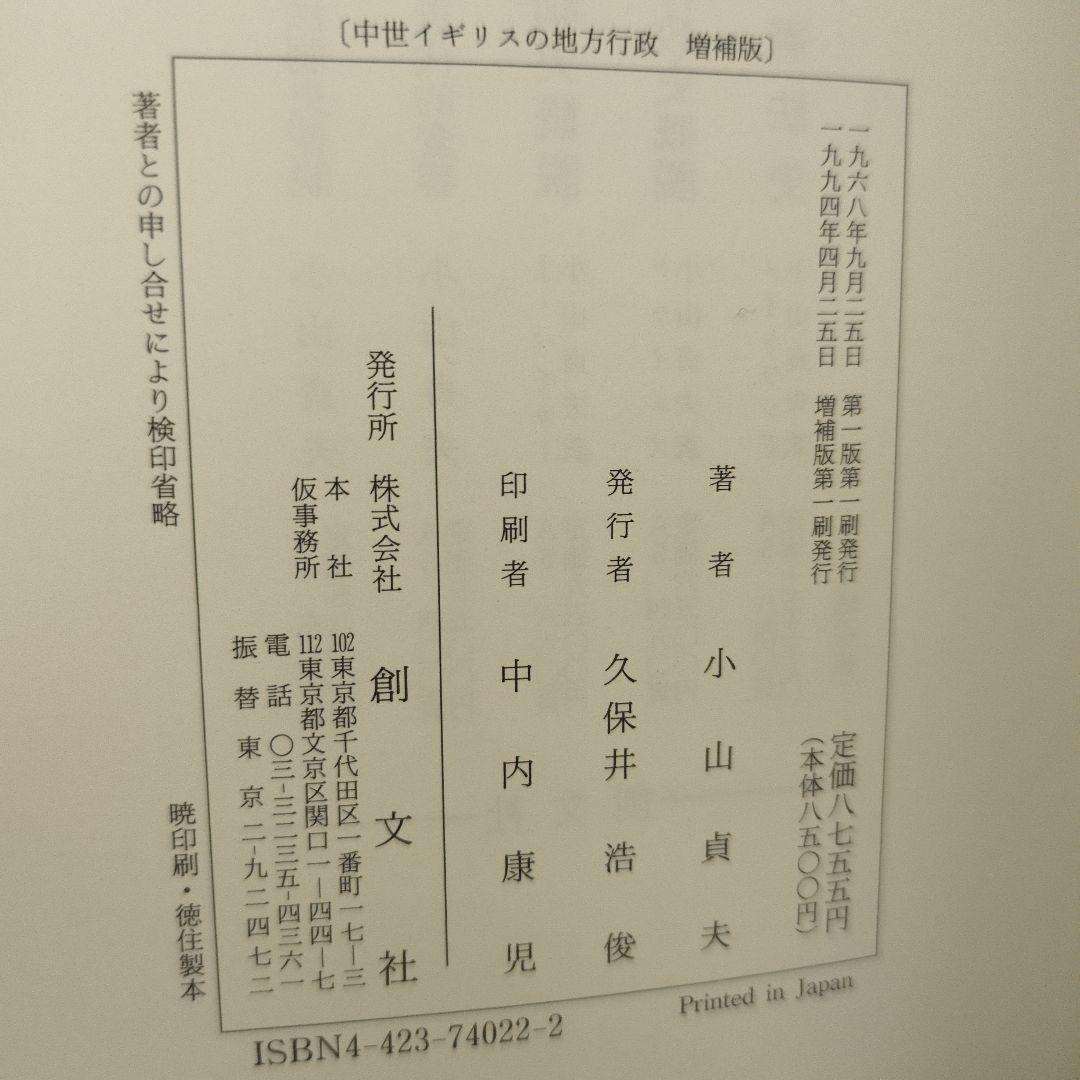 〔中世イギリスの地方行政　増補版〕
一九六八年九月二五日　第一版第一刷発行
一九九四年四月二五日　増補版第一刷発行
定価八七五五円
（本体八五〇〇円）
著者　小山貞夫
発行者　久保井浩俊
印刷者　中内康児
発行所　株式会社　創文社
本社　102東京都千代田区一番町一七―三
仮事務所　112東京都文京区関口一―四四―七
電話　〇三―三二三五―四三六一
振替　東京二―九二四七二
著者との申し合せにより検印省略
暁印刷・徳住製本
Printed in Japan
ISBN4-423-74022-2